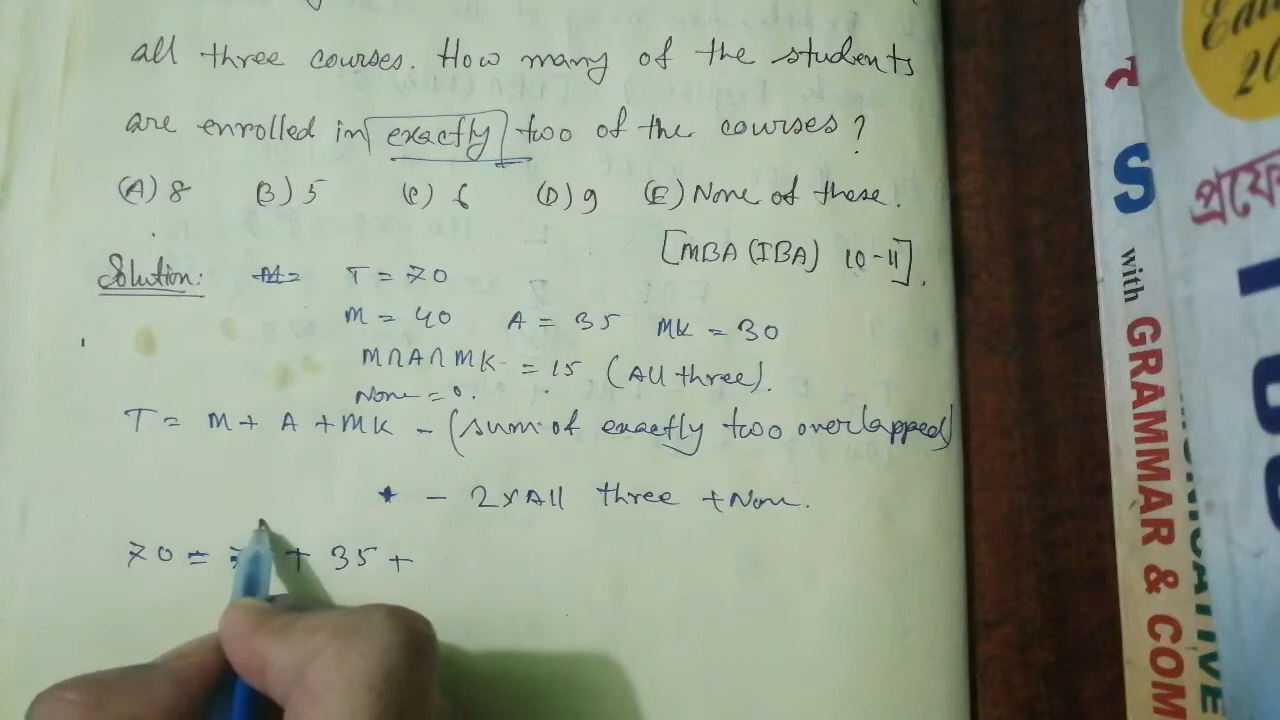 all three courses. How many of the students
are enrolled in exactly two of the courses?
(A) 8 (B) 5 (C) 6 (D) 9 (E) None of these.
[MBA (IBA) 10-11].
Solution: T = 70
M = 40 A = 35 MK = 30
M∩A∩MK = 15 (All three).
None = 0.
T = M + A + MK - (sum of exactly two overlapped)
- 2×All three + None.
70 = + 35 +
S with GRAMMAR & COM